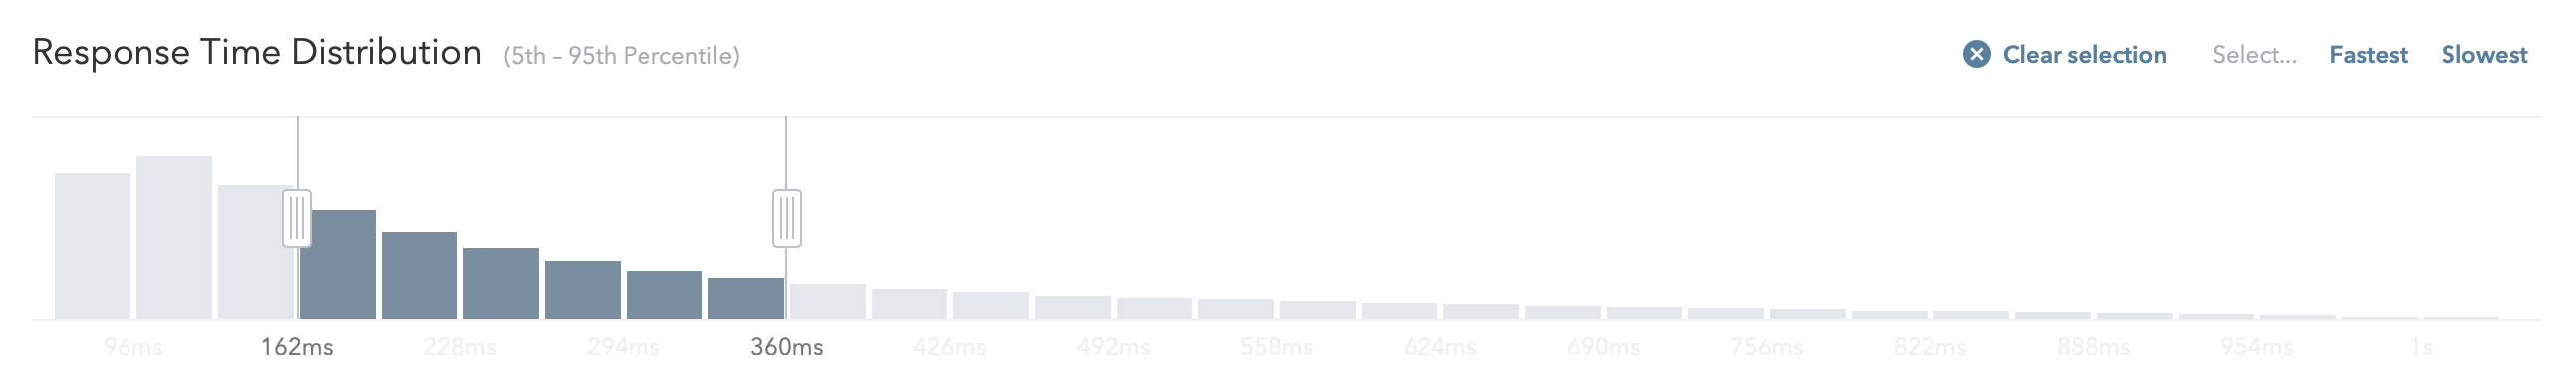 Response Time Distribution (5th – 95th Percentile) Clear selection Select... Fastest Slowest
96ms 162ms 228ms 294ms 360ms 426ms 492ms 558ms 624ms 690ms 756ms 822ms 888ms 954ms 1s